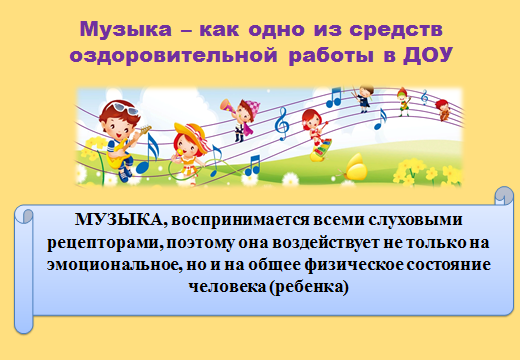 Музыка – как одно из средств
оздоровительной работы в ДОУ
МУЗЫКА, воспринимается всеми слуховыми
рецепторами, поэтому она воздействует не только на
эмоциональное, но и на общее физическое состояние
человека (ребенка)